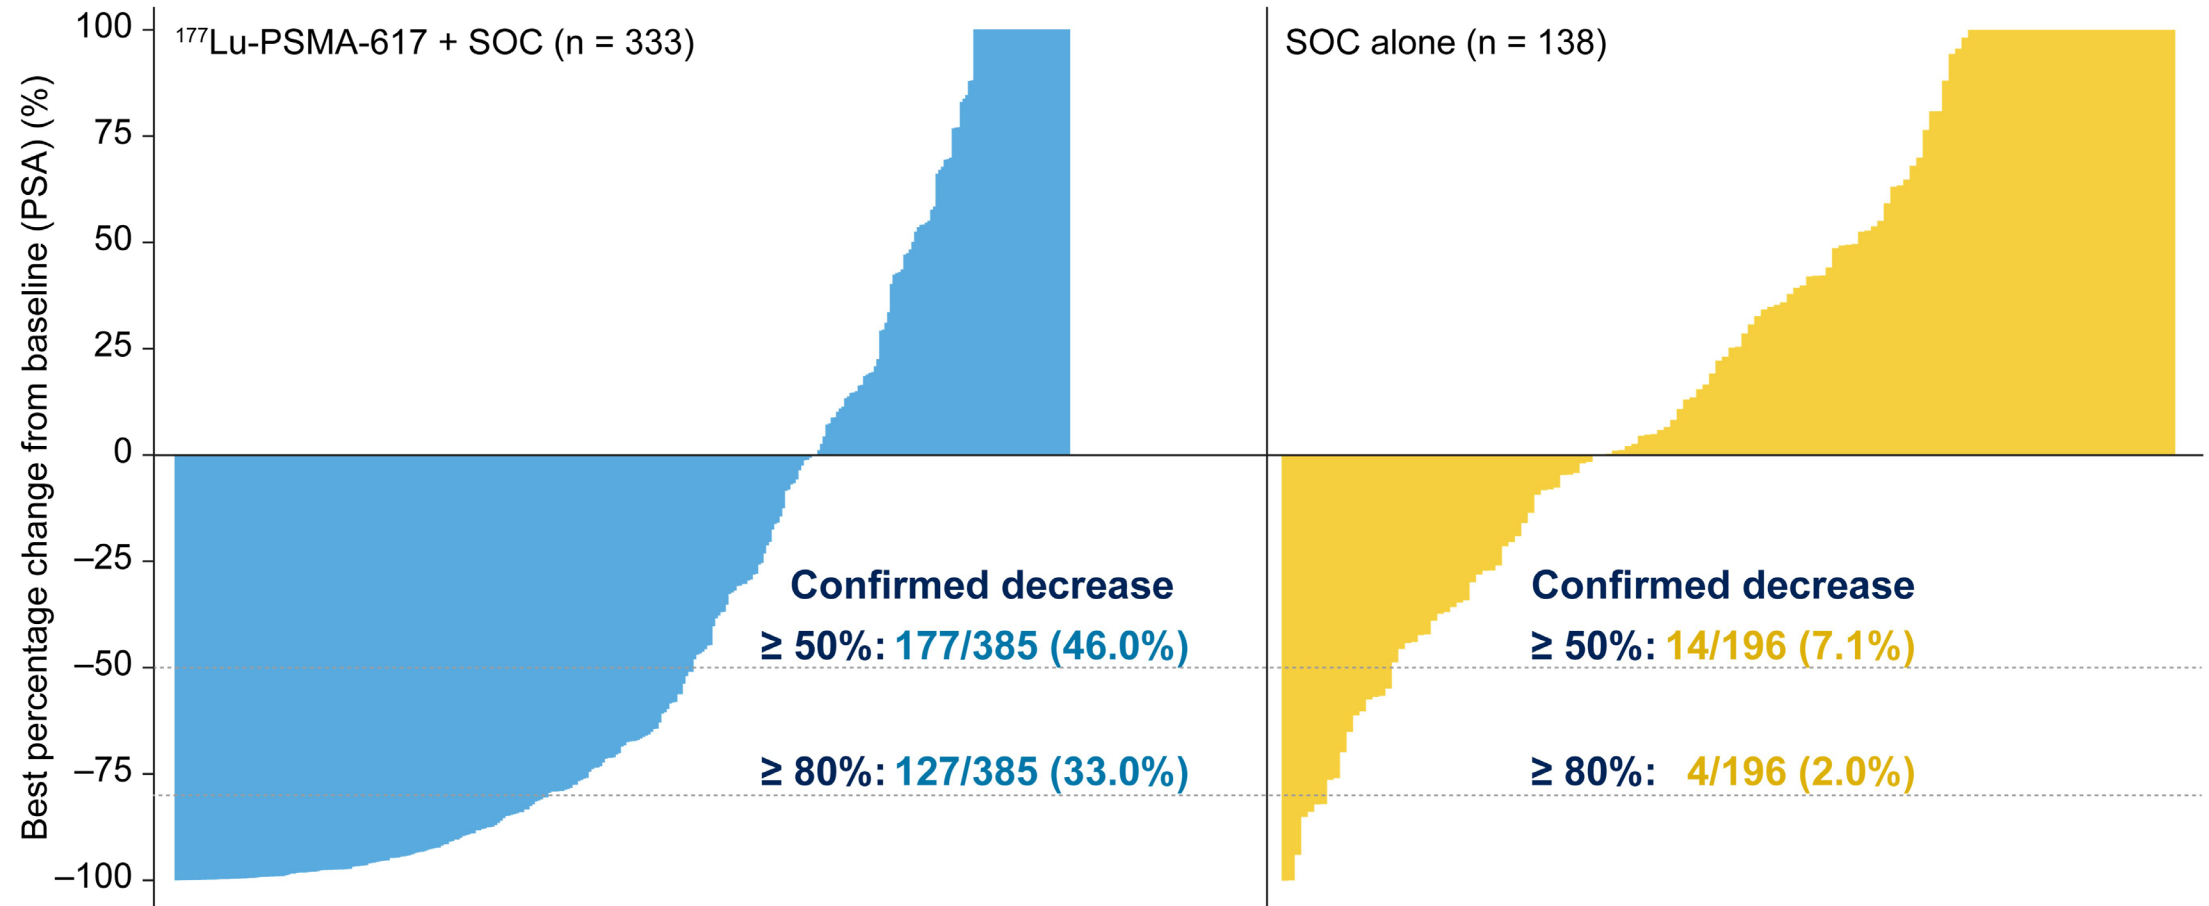 Best percentage change from baseline (PSA) (%)
100
75
50
25
0
–25
–50
–75
–100
¹⁷⁷Lu-PSMA-617 + SOC (n = 333)
Confirmed decrease
≥ 50%: 177/385 (46.0%)
≥ 80%: 127/385 (33.0%)
SOC alone (n = 138)
Confirmed decrease
≥ 50%: 14/196 (7.1%)
≥ 80%: 4/196 (2.0%)